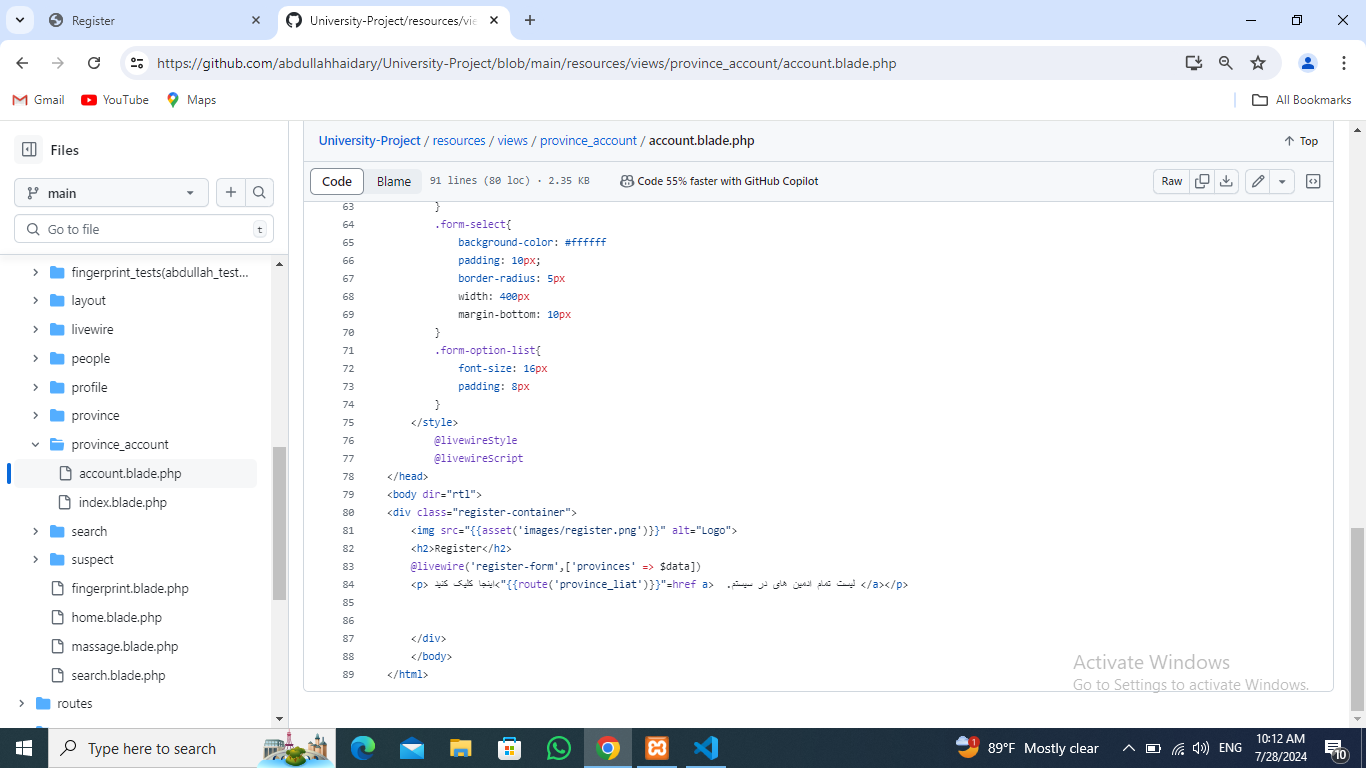 Register
University-Project/resources/vie
https://github.com/abdullahhaidary/University-Project/blob/main/resources/views/province_account/account.blade.php
Gmail
YouTube
Maps
All Bookmarks
Files
main
Go to file
t
fingerprint_tests(abdullah_test...
layout
livewire
people
profile
province
province_account
account.blade.php
index.blade.php
search
suspect
fingerprint.blade.php
home.blade.php
massage.blade.php
search.blade.php
routes
University-Project / resources / views / province_account / account.blade.php
Top
Code
Blame
91 lines (80 loc) · 2.35 KB
Code 55% faster with GitHub Copilot
Raw
63 }
64 .form-select{
65 background-color: #ffffff
66 padding: 10px;
67 border-radius: 5px
68 width: 400px
69 margin-bottom: 10px
70 }
71 .form-option-list{
72 font-size: 16px
73 padding: 8px
74 }
75 </style>
76 @livewireStyle
77 @livewireScript
78 </head>
79 <body dir="rtl">
80 <div class="register-container">
81 <img src="{{asset('images/register.png')}}" alt="Logo">
82 <h2>Register</h2>
83 @livewire('register-form',['provinces' => $data])
84 <p> لیست تمام ادمین های در سیستم.  <a href="{{route('province_liat')}}">اینجا کلیک کنید </a></p>
85
86
87 </div>
88 </body>
89 </html>
Activate Windows
Go to Settings to activate Windows.
Type here to search
89°F Mostly clear
ENG
10:12 AM
7/28/2024
1
10